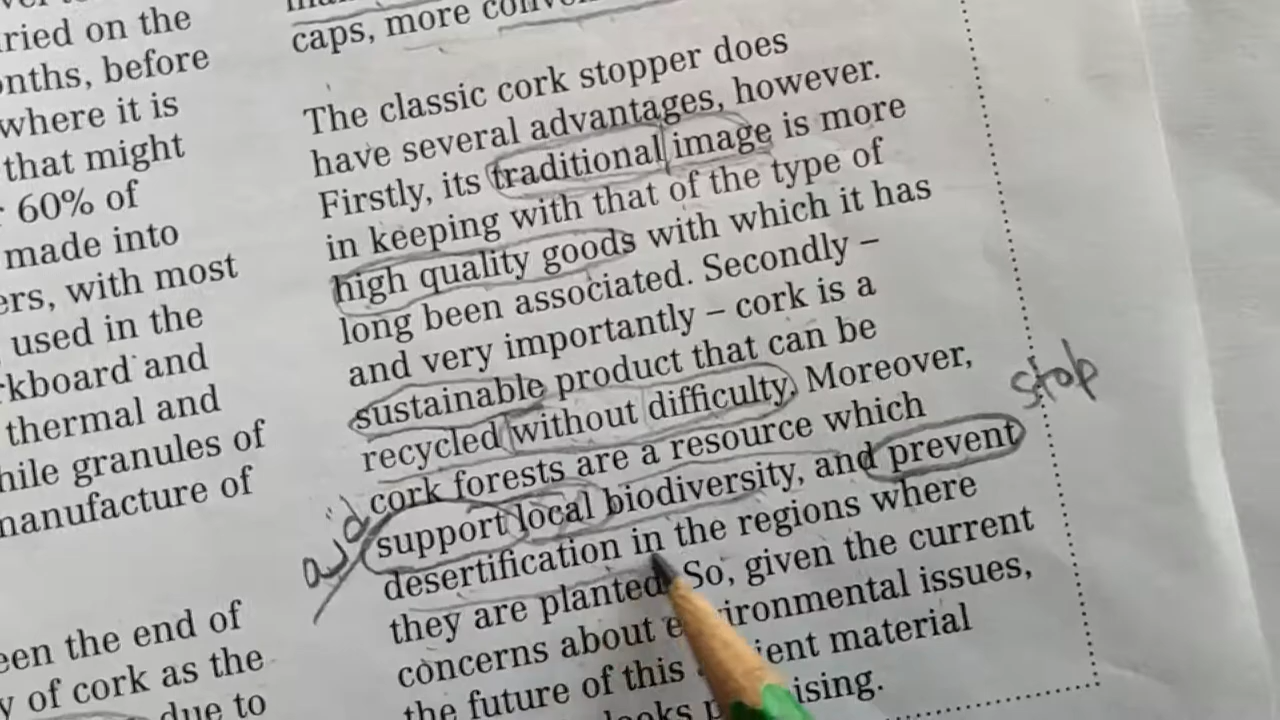 ried on the
onths, before
where it is
that might
60% of
made into
ers, with most
used in the
rkboard and
thermal and
hile granules of
manufacture of
een the end of
y of cork as the
due to
caps, more
The classic cork stopper does
have several advantages, however.
Firstly, its traditional image is more
in keeping with that of the type of
high quality goods with which it has
long been associated. Secondly –
and very importantly – cork is a
sustainable product that can be
recycled without difficulty. Moreover,
cork forests are a resource which
support local biodiversity, and prevent
desertification in the regions where
they are planted. So, given the current
concerns about environmental issues,
the future of this ient material
looks p ising.
aid
stop